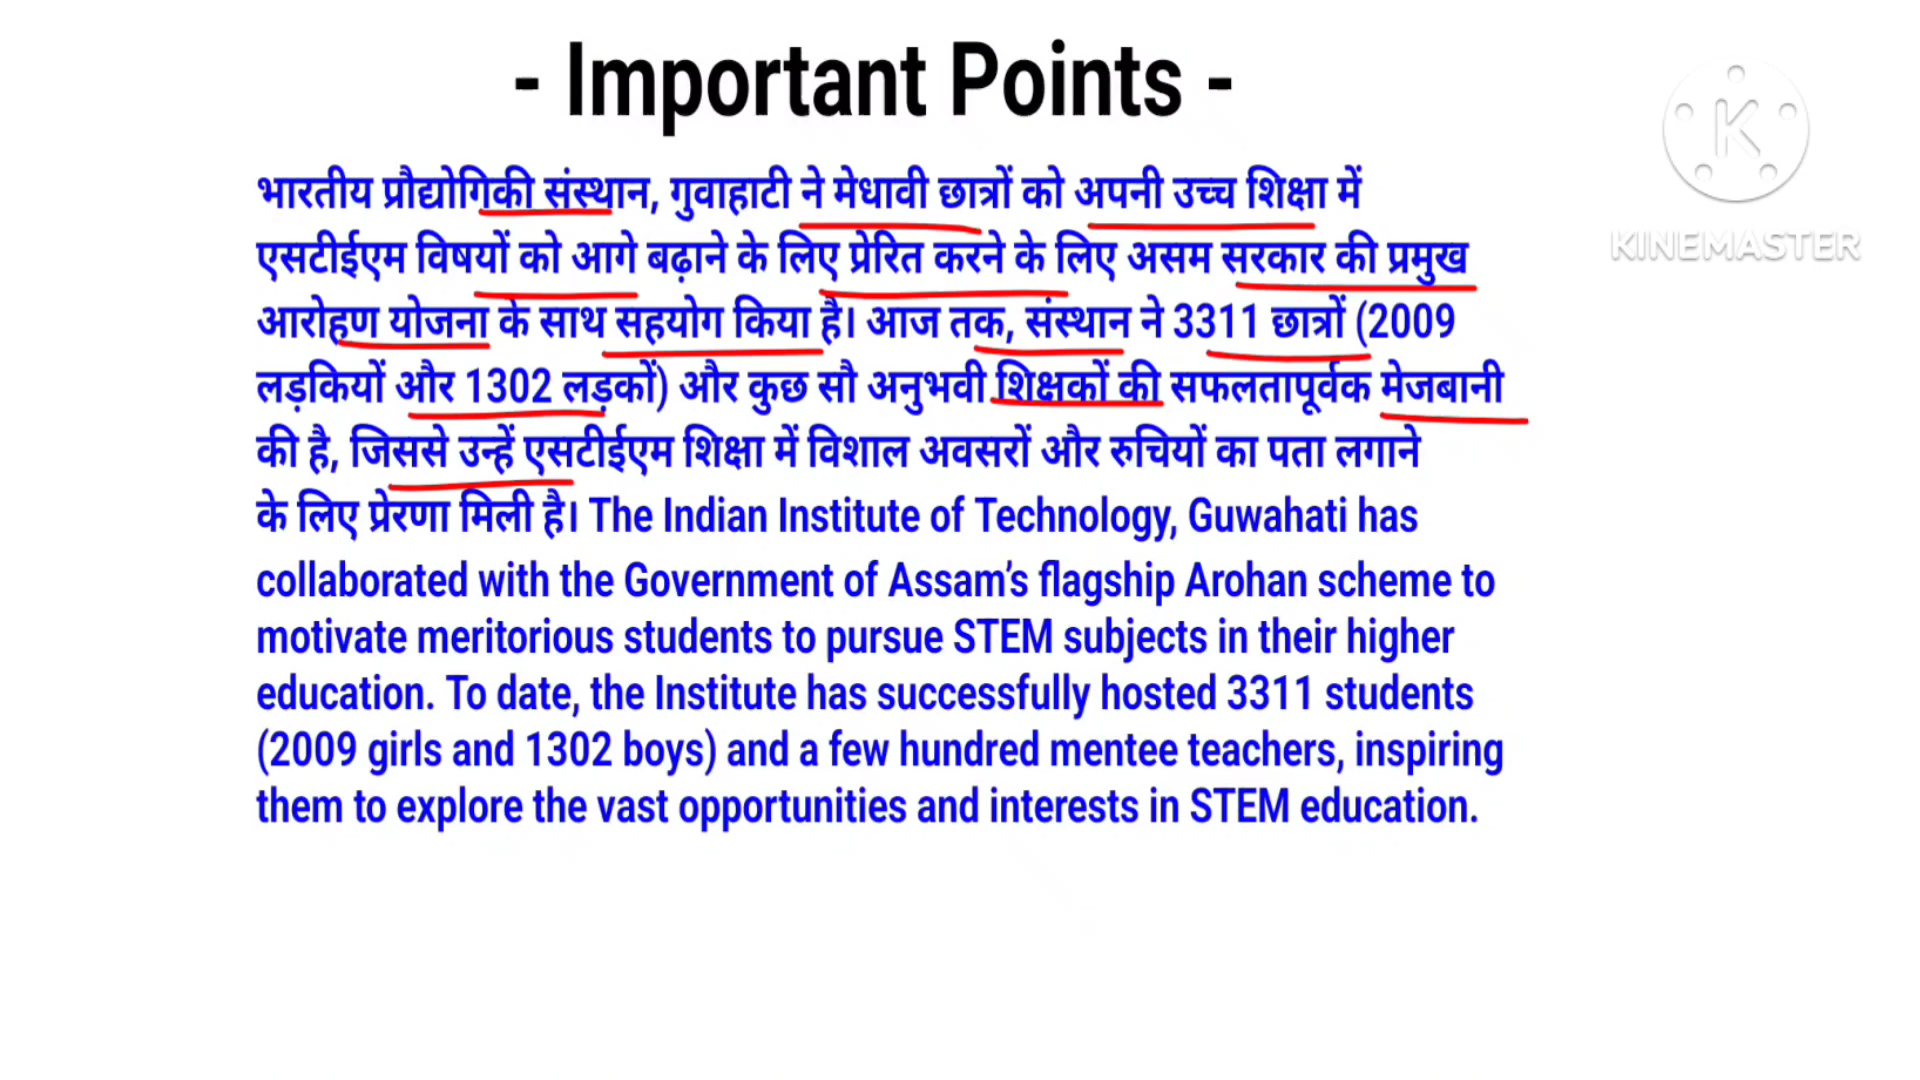 - Important Points -
भारतीय प्रौद्योगिकी संस्थान, गुवाहाटी ने मेधावी छात्रों को अपनी उच्च शिक्षा में
एसटीईएम विषयों को आगे बढ़ाने के लिए प्रेरित करने के लिए असम सरकार की प्रमुख
आरोहण योजना के साथ सहयोग किया है। आज तक, संस्थान ने 3311 छात्रों (2009
लड़कियों और 1302 लड़कों) और कुछ सौ अनुभवी शिक्षकों की सफलतापूर्वक मेजबानी
की है, जिससे उन्हें एसटीईएम शिक्षा में विशाल अवसरों और रुचियों का पता लगाने
के लिए प्रेरणा मिली है। The Indian Institute of Technology, Guwahati has
collaborated with the Government of Assam’s flagship Arohan scheme to
motivate meritorious students to pursue STEM subjects in their higher
education. To date, the Institute has successfully hosted 3311 students
(2009 girls and 1302 boys) and a few hundred mentee teachers, inspiring
them to explore the vast opportunities and interests in STEM education.
K
KINEMASTER